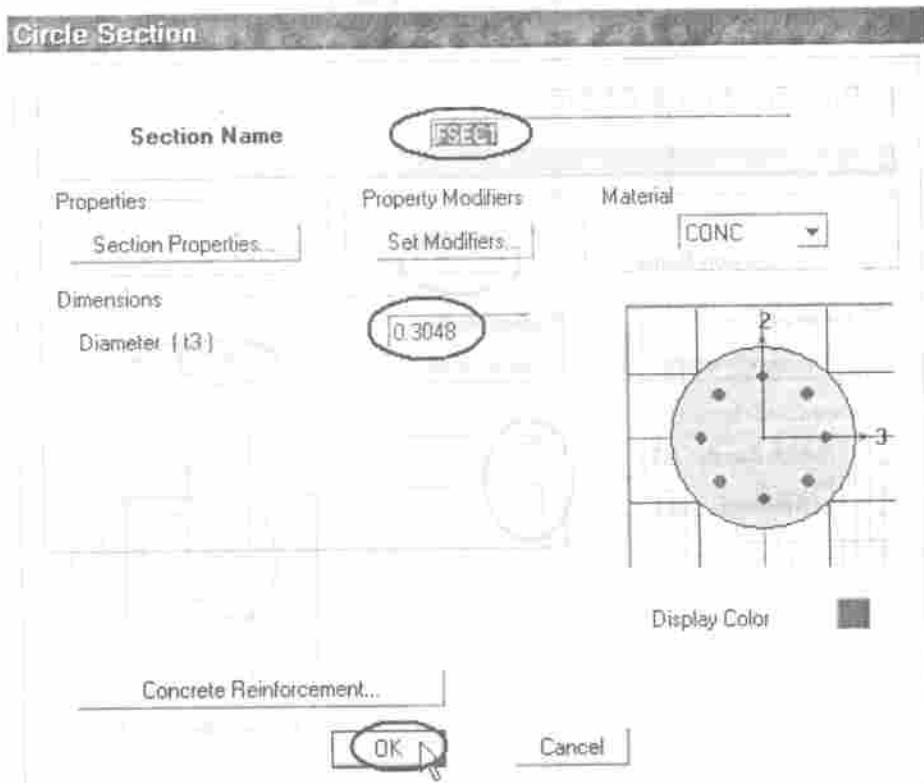 Circle Section
Section Name
FSEC1
Properties
Property Modifiers
Material
Section Properties...
Set Modifiers...
CONC
Dimensions
Diameter ( t3 )
0.3048
2
3
Display Color
Concrete Reinforcement...
OK
Cancel